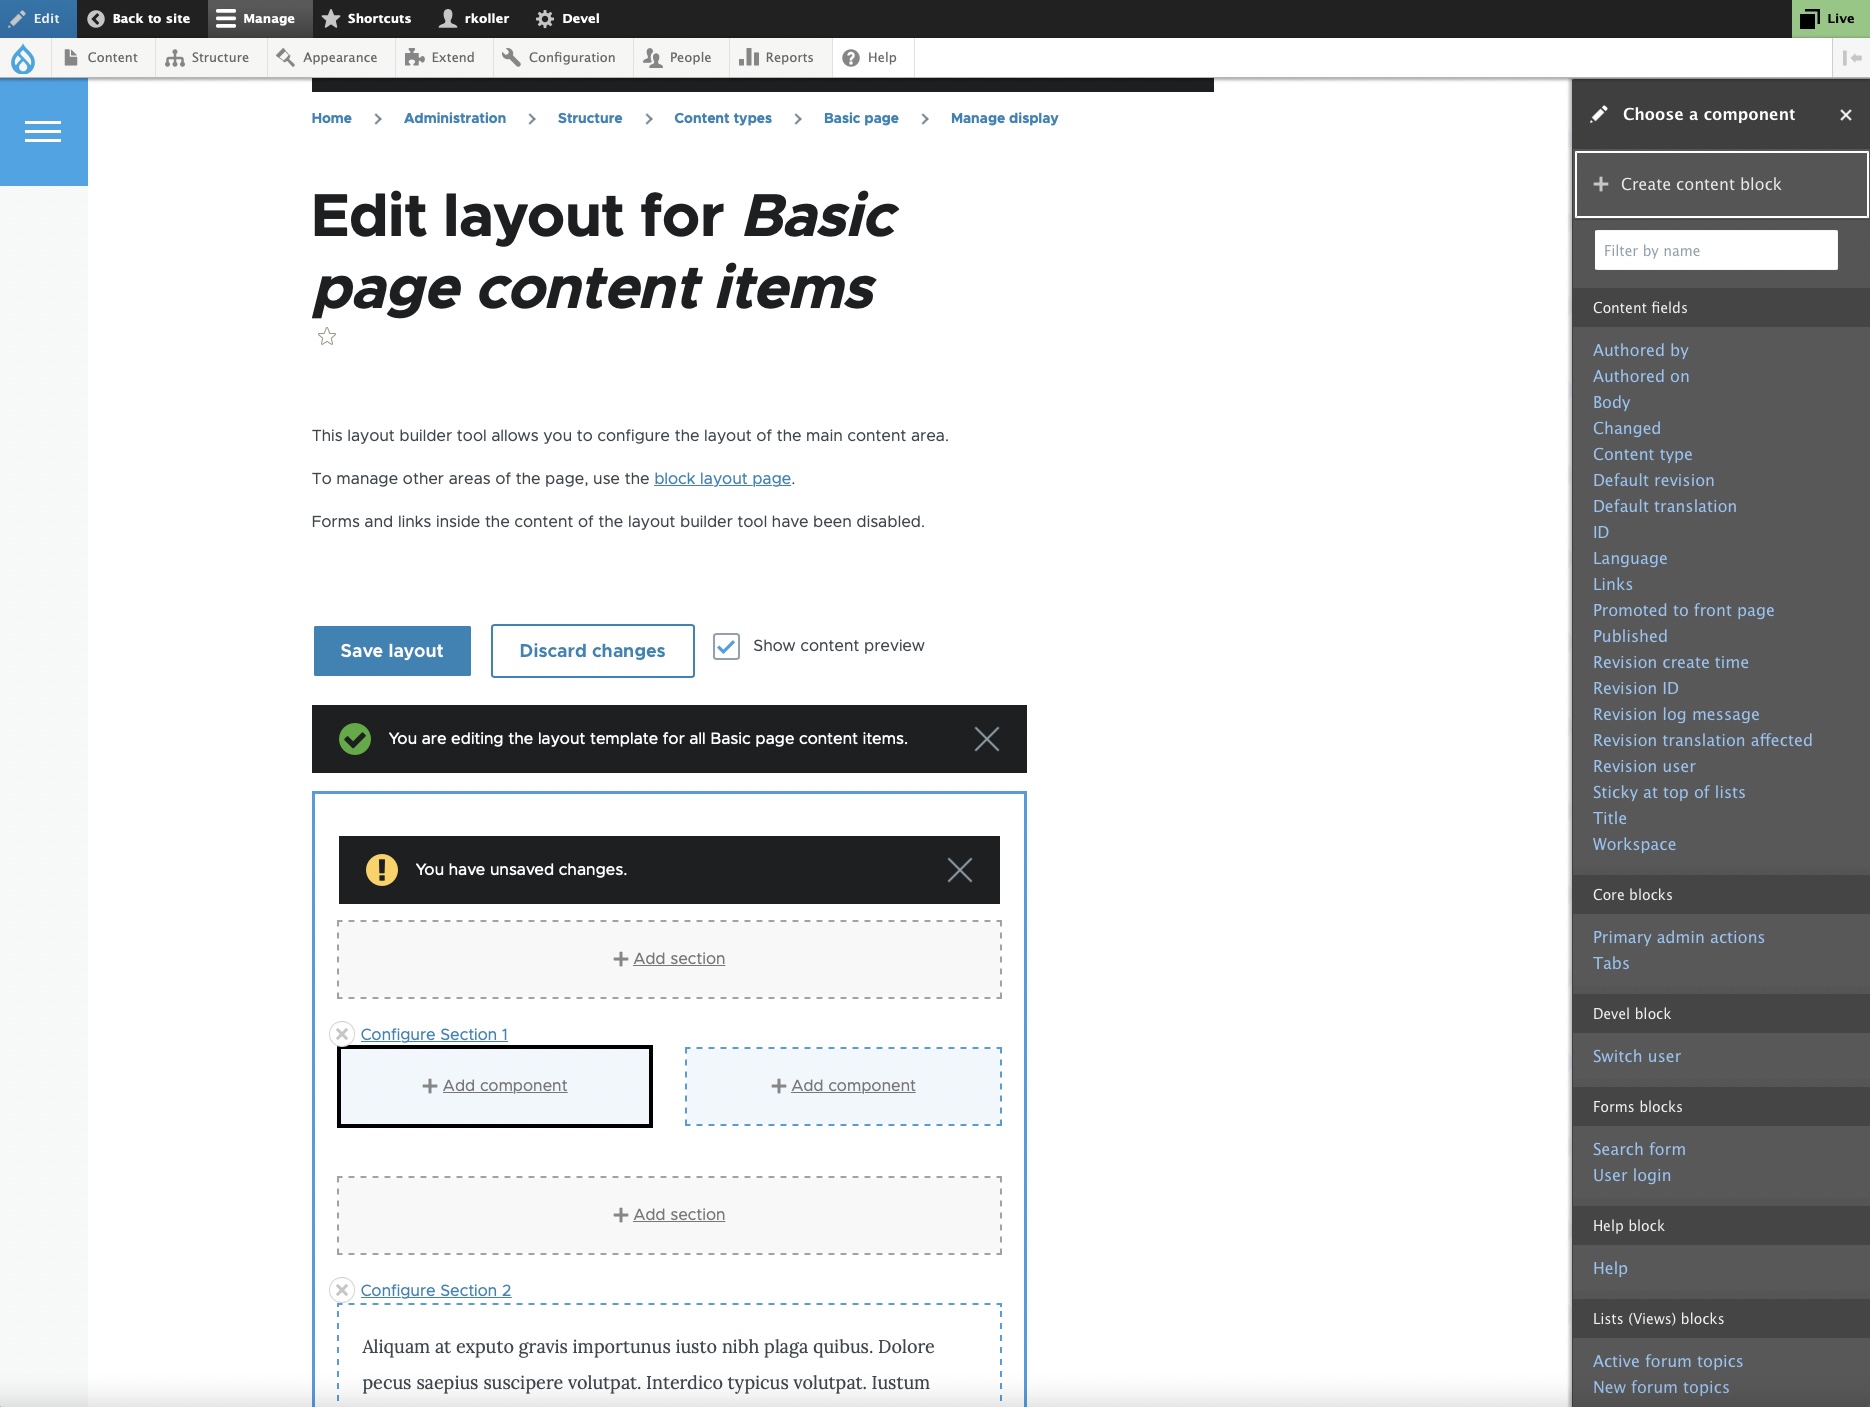 Edit
Back to site
Manage
Shortcuts
rkoller
Devel
Live
Content
Structure
Appearance
Extend
Configuration
People
Reports
Help
Home
Administration
Structure
Content types
Basic page
Manage display
Edit layout for Basic
page content items
This layout builder tool allows you to configure the layout of the main content area.
To manage other areas of the page, use the block layout page.
Forms and links inside the content of the layout builder tool have been disabled.
Save layout
Discard changes
Show content preview
You are editing the layout template for all Basic page content items.
You have unsaved changes.
Add section
Configure Section 1
Add component
Add component
Add section
Configure Section 2
Aliquam at exputo gravis importunus iusto nibh plaga quibus. Dolore
pecus saepius suscipere volutpat. Interdico typicus volutpat. Iustum
Choose a component
Create content block
Filter by name
Content fields
Authored by
Authored on
Body
Changed
Content type
Default revision
Default translation
ID
Language
Links
Promoted to front page
Published
Revision create time
Revision ID
Revision log message
Revision translation affected
Revision user
Sticky at top of lists
Title
Workspace
Core blocks
Primary admin actions
Tabs
Devel block
Switch user
Forms blocks
Search form
User login
Help block
Help
Lists (Views) blocks
Active forum topics
New forum topics